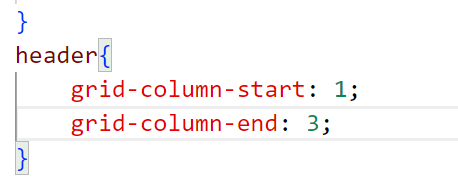 }
header{
    grid-column-start: 1;
    grid-column-end: 3;
}